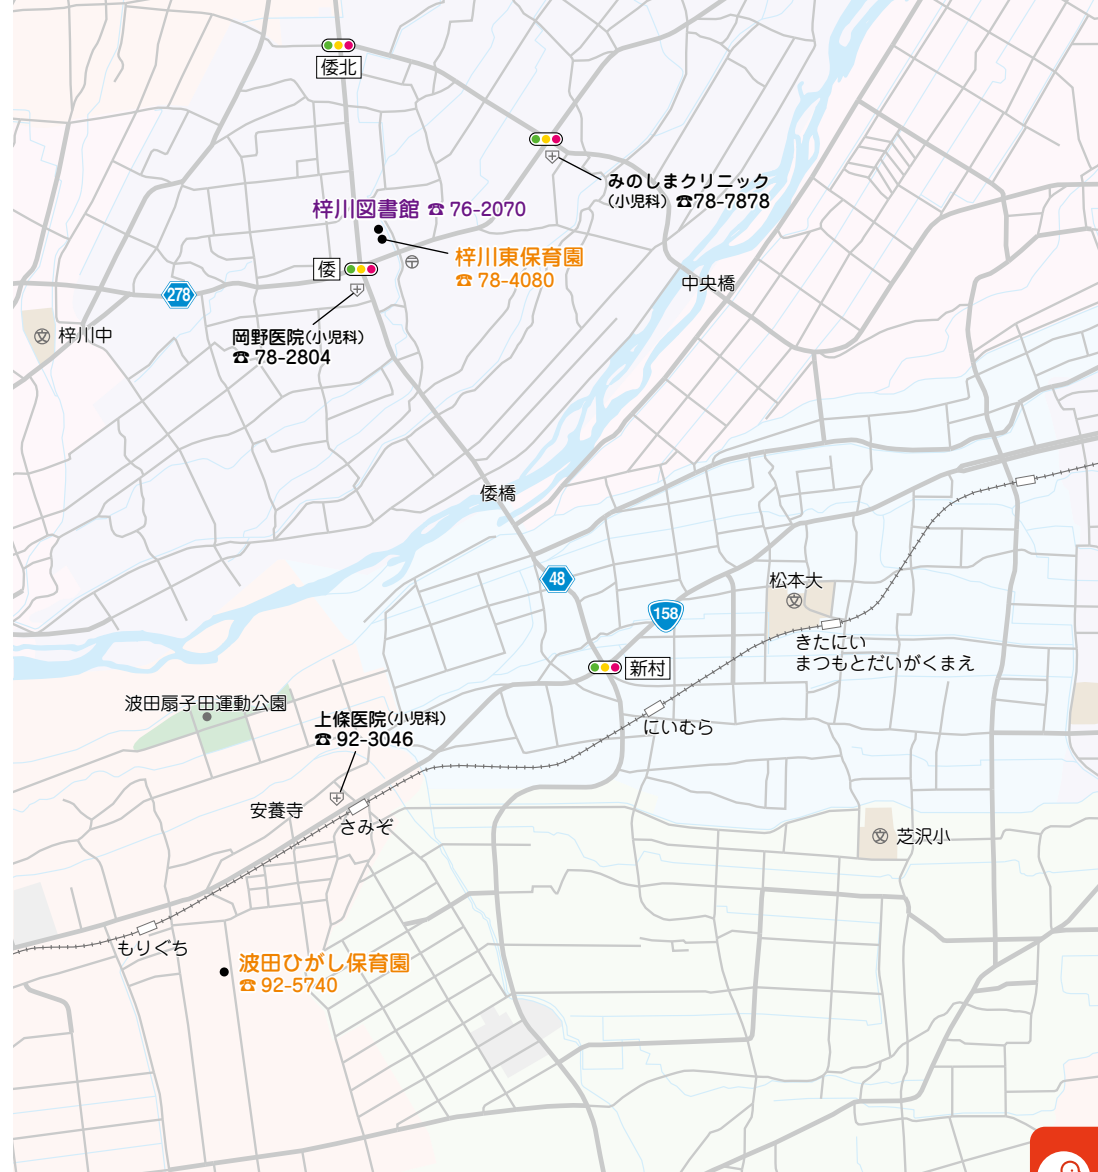 倭北
みのしまクリニック
(小児科) ☎78-7878
梓川図書館 ☎ 76-2070
梓川東保育園
☎ 78-4080
倭
中央橋
278
梓川中
岡野医院(小児科)
☎ 78-2804
倭橋
48
松本大
158
きたにい
まつもとだいがくまえ
新村
波田扇子田運動公園
上條医院(小児科)
☎ 92-3046
にいむら
安養寺
さみぞ
芝沢小
もりぐち
波田ひがし保育園
☎ 92-5740